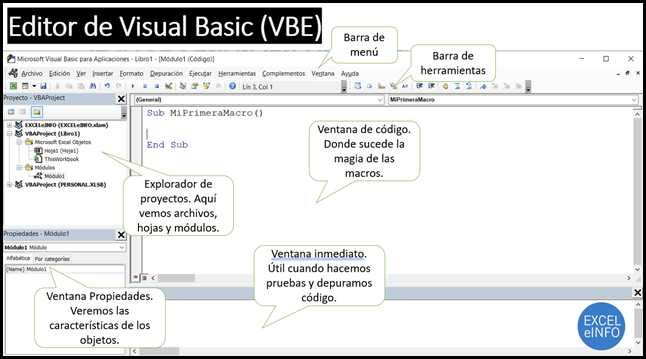 Editor de Visual Basic (VBE)
Barra de
menú
Barra de
herramientas
Microsoft Visual Basic para Aplicaciones - Libro1 - [Módulo1 (Código)]
Archivo Edición Ver Insertar Formato Depuración Ejecutar Herramientas Complementos Ventana Ayuda
Lín 3, Col 1
Proyecto - VBAProject
(General)
MiPrimeraMacro
EXCELeINFO (EXCELeINFO.xlam)
VBAProject (Libro1)
Microsoft Excel Objetos
Hoja1 (Hoja1)
ThisWorkbook
Módulos
Módulo1
VBAProject (PERSONAL.XLSB)
Sub MiPrimeraMacro()
End Sub
Ventana de código.
Donde sucede la
magia de las
macros.
Explorador de
proyectos. Aquí
vemos archivos,
hojas y módulos.
Propiedades - Módulo1
Módulo1 Módulo
Alfabética Por categorías
(Name) Módulo1
Ventana Propiedades.
Veremos las
características de los
objetos.
Ventana inmediato.
Útil cuando hacemos
pruebas y depuramos
código.
EXCEL
eINFO